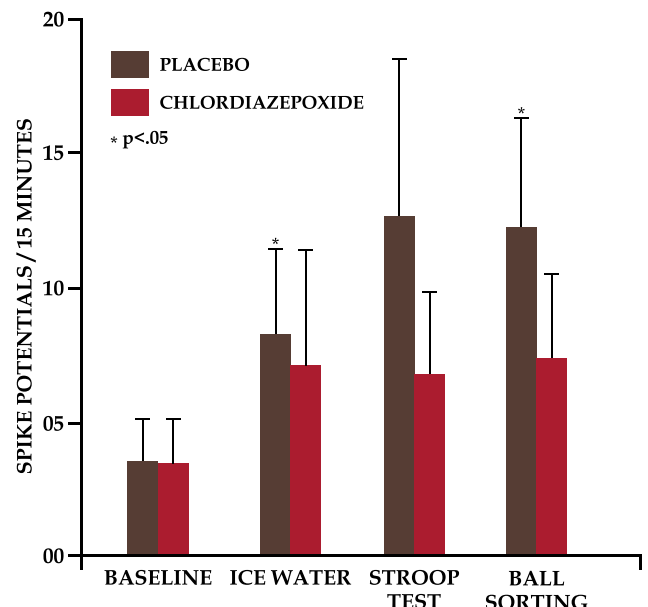 20
PLACEBO
CHLORDIAZEPOXIDE
* p<.05
*
15
*
10
05
00
SPIKE POTENTIALS / 15 MINUTES
BASELINE ICE WATER STROOP TEST BALL SORTING